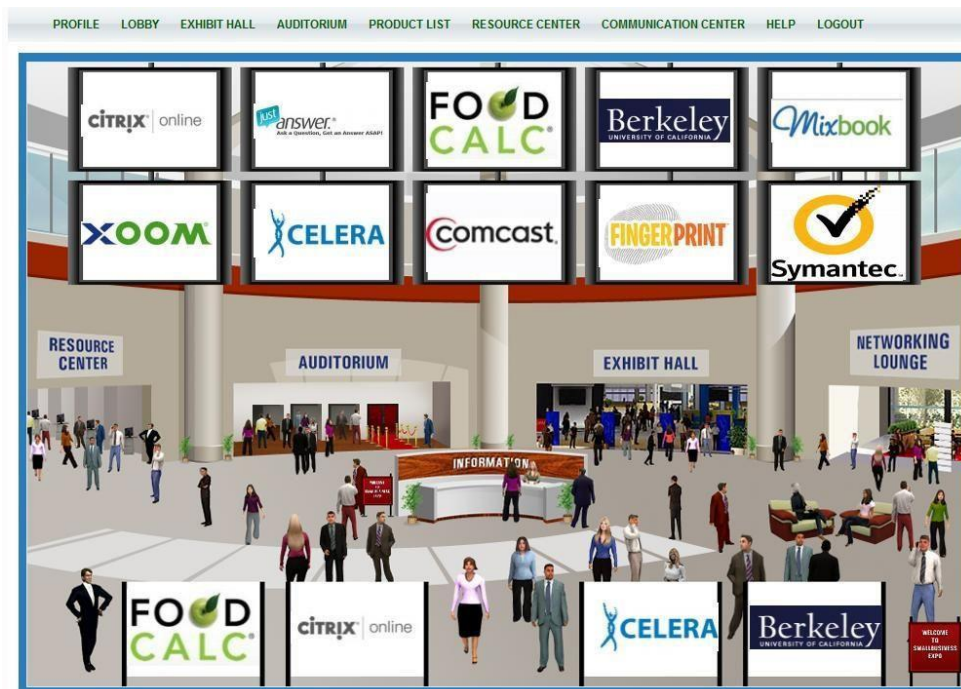 PROFILE LOBBY EXHIBIT HALL AUDITORIUM PRODUCT LIST RESOURCE CENTER COMMUNICATION CENTER HELP LOGOUT
CITRIX online
just answer.
Ask a Question, Get an Answer ASAP!
FOOD
CALC
Berkeley
UNIVERSITY OF CALIFORNIA
Mixbook
XOOM
CELERA
Comcast
FINGERPRINT
Symantec
RESOURCE
CENTER
AUDITORIUM
EXHIBIT HALL
NETWORKING
LOUNGE
INFORMATION
FOOD
CALC
CITRIX online
CELERA
Berkeley
UNIVERSITY OF CALIFORNIA
WELCOME
TO
SMALLBUSINESS
EXPO